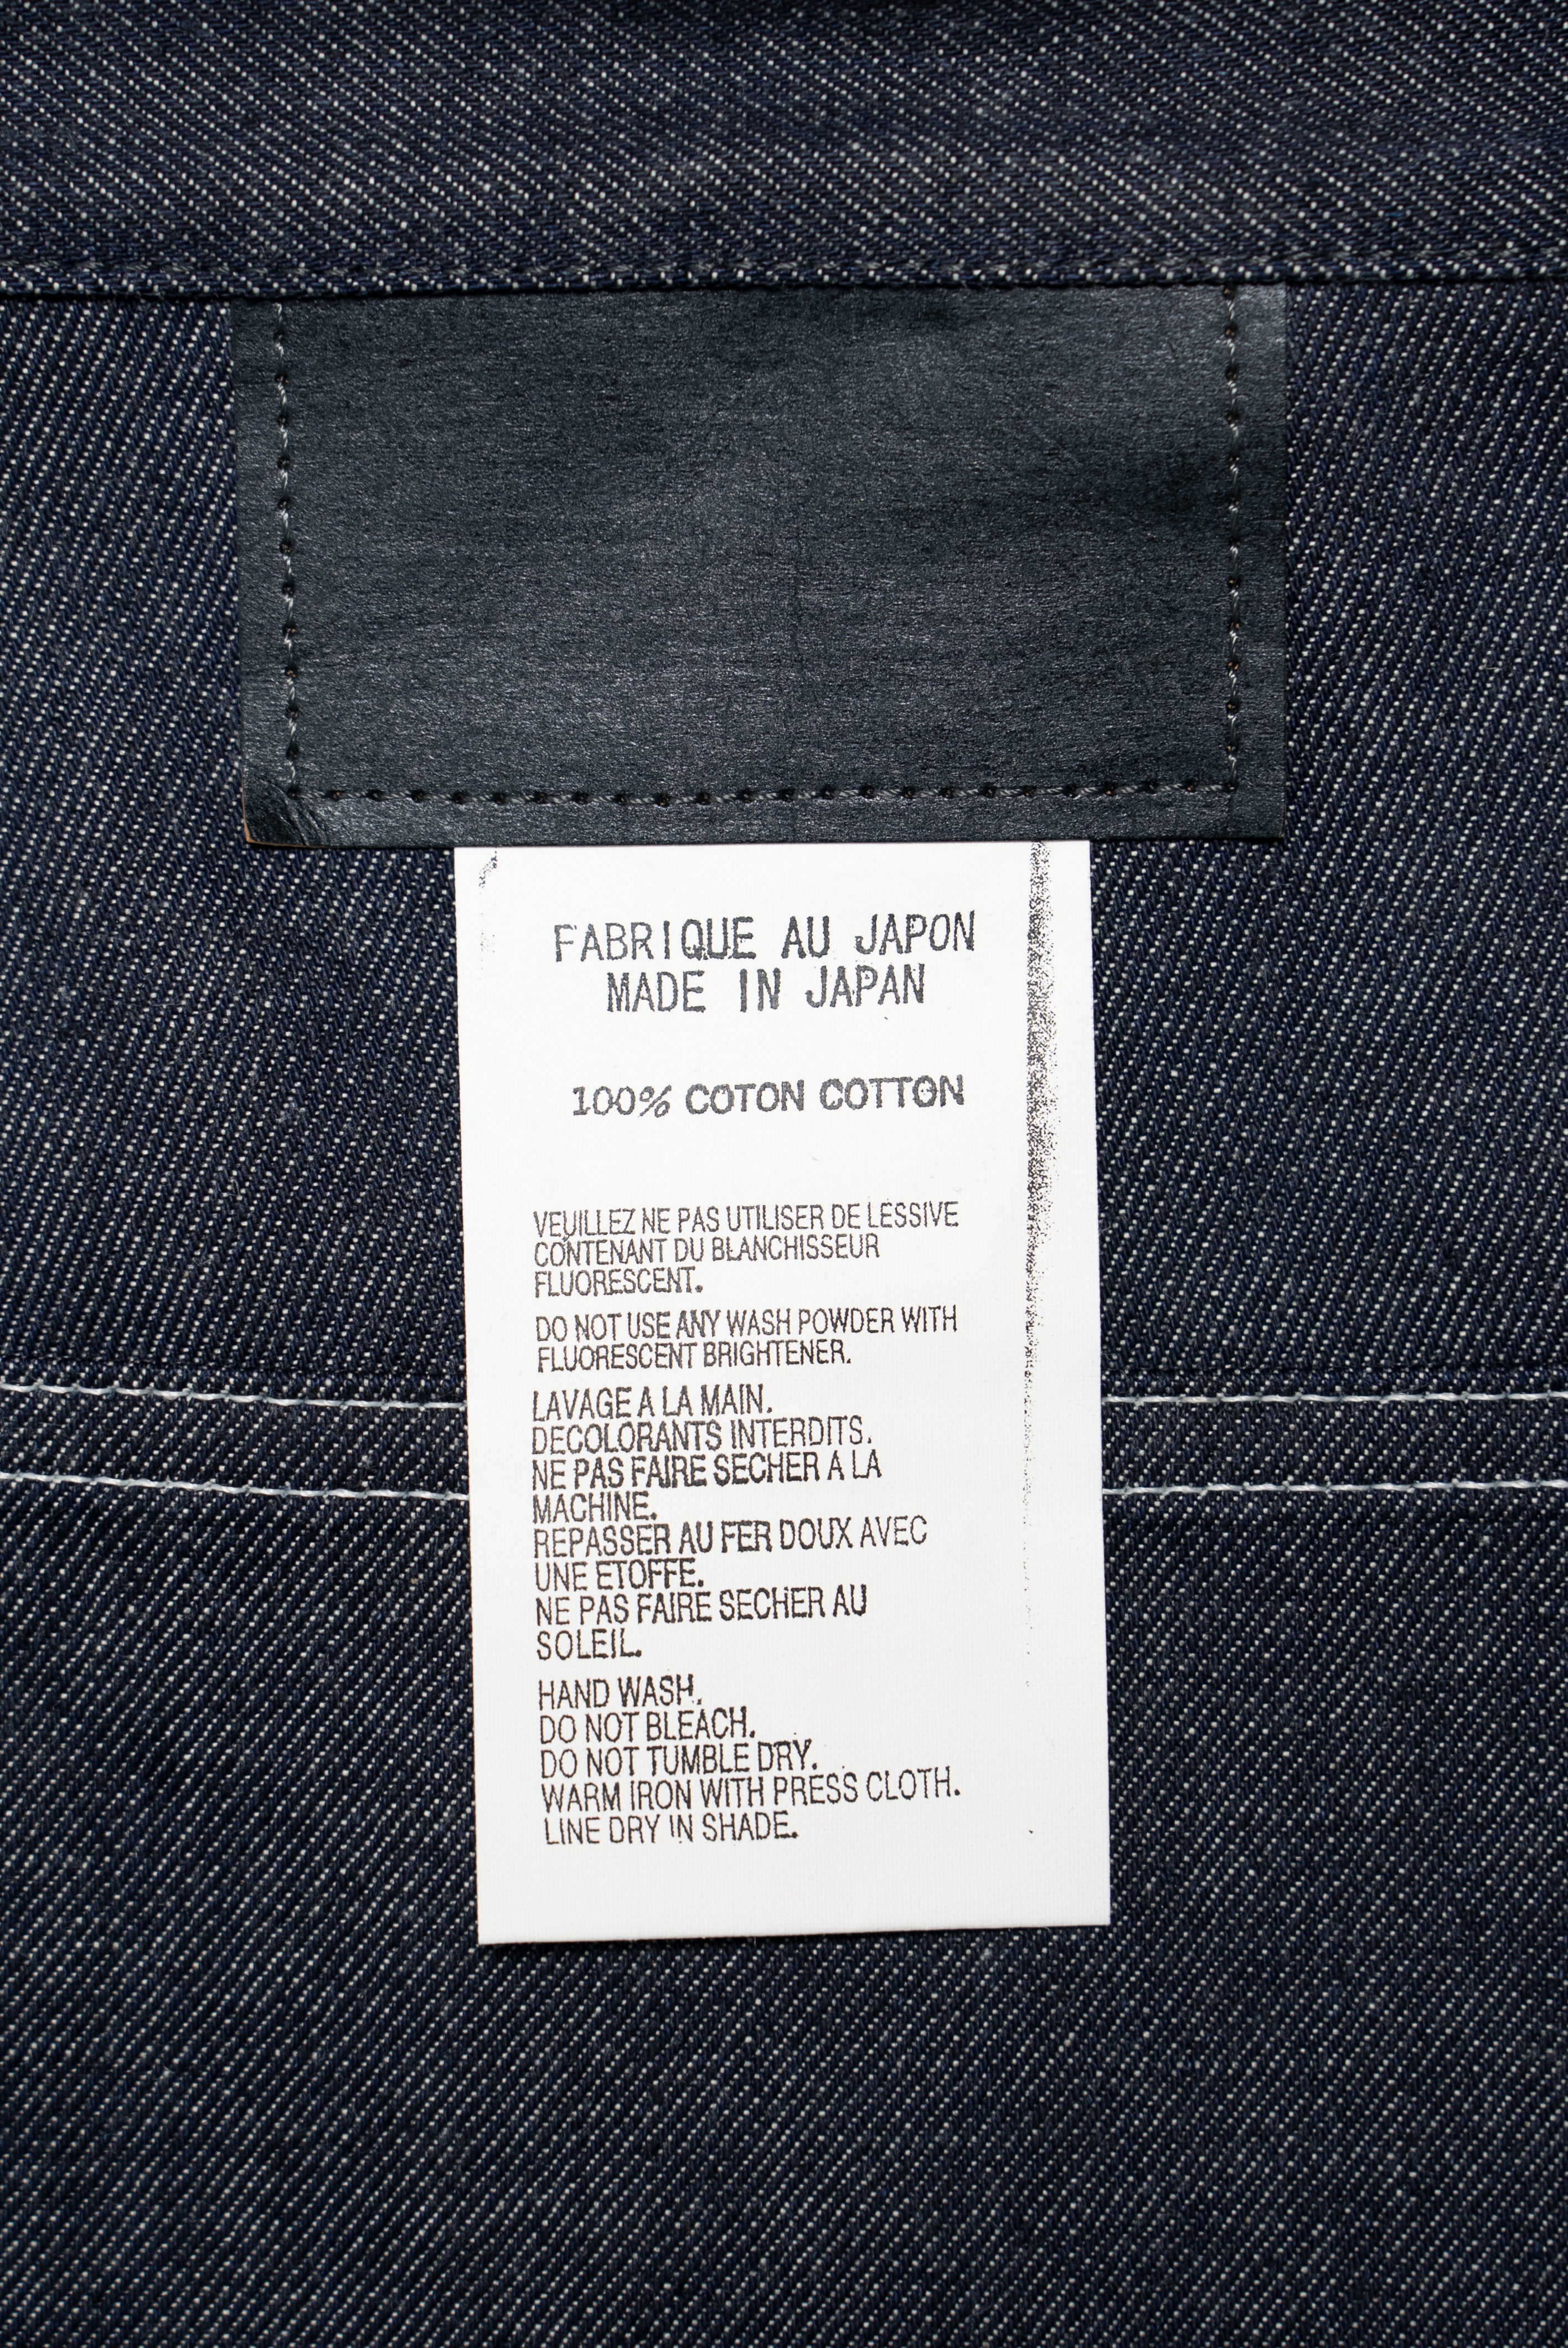 FABRIQUE AU JAPON
MADE IN JAPAN
100% COTON COTTON
VEUILLEZ NE PAS UTILISER DE LESSIVE
CONTENANT DU BLANCHISSEUR
FLUORESCENT.
DO NOT USE ANY WASH POWDER WITH
FLUORESCENT BRIGHTENER.
LAVAGE A LA MAIN.
DECOLORANTS INTERDITS.
NE PAS FAIRE SECHER A LA
MACHINE.
REPASSER AU FER DOUX AVEC
UNE ETOFFE.
NE PAS FAIRE SECHER AU
SOLEIL.
HAND WASH.
DO NOT BLEACH.
DO NOT TUMBLE DRY.
WARM IRON WITH PRESS CLOTH.
LINE DRY IN SHADE.